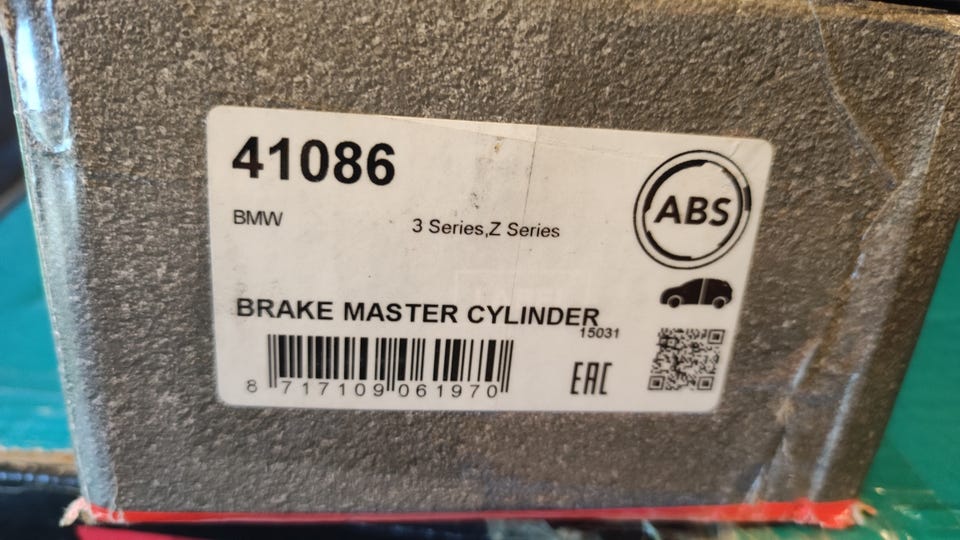 41086
BMW
3 Series,Z Series
ABS
BRAKE MASTER CYLINDER
15031
8 717109 061970
EAC